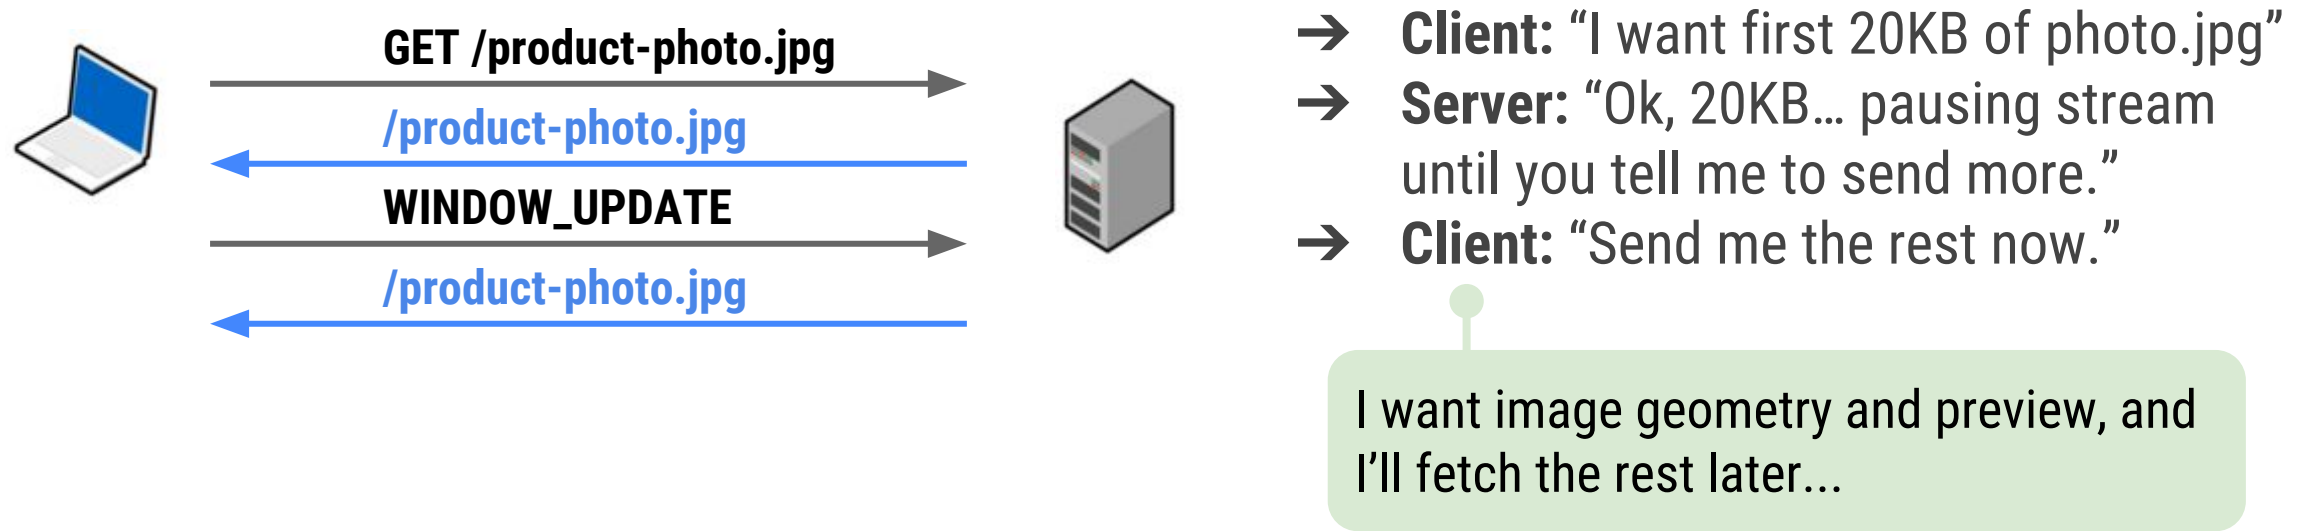 GET /product-photo.jpg
/product-photo.jpg
WINDOW_UPDATE
/product-photo.jpg
➔ Client: “I want first 20KB of photo.jpg”
➔ Server: “Ok, 20KB… pausing stream
until you tell me to send more.”
➔ Client: “Send me the rest now.”
I want image geometry and preview, and
I’ll fetch the rest later...